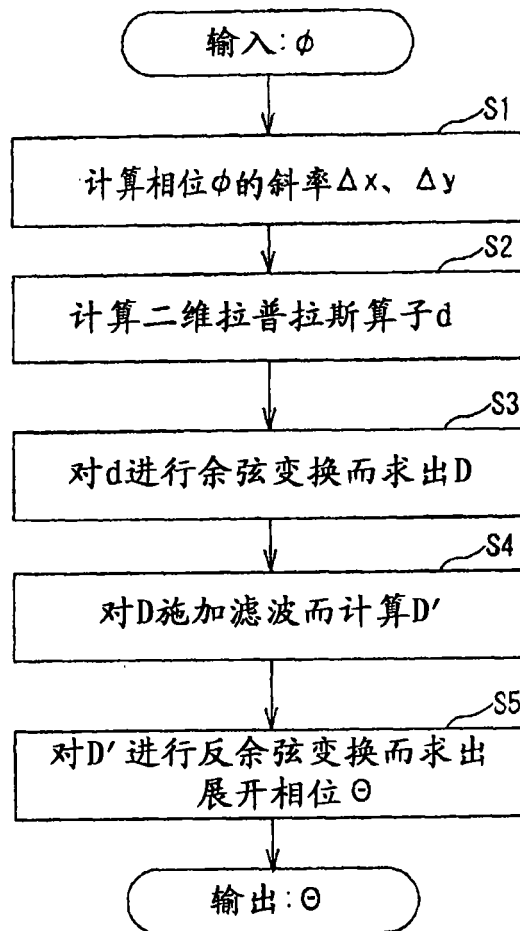 输入:ϕ
S1
计算相位ϕ的斜率Δx、Δy
S2
计算二维拉普拉斯算子d
S3
对d进行余弦变换而求出D
S4
对D施加滤波而计算D′
S5
对D′进行反余弦变换而求出
展开相位Θ
输出:Θ